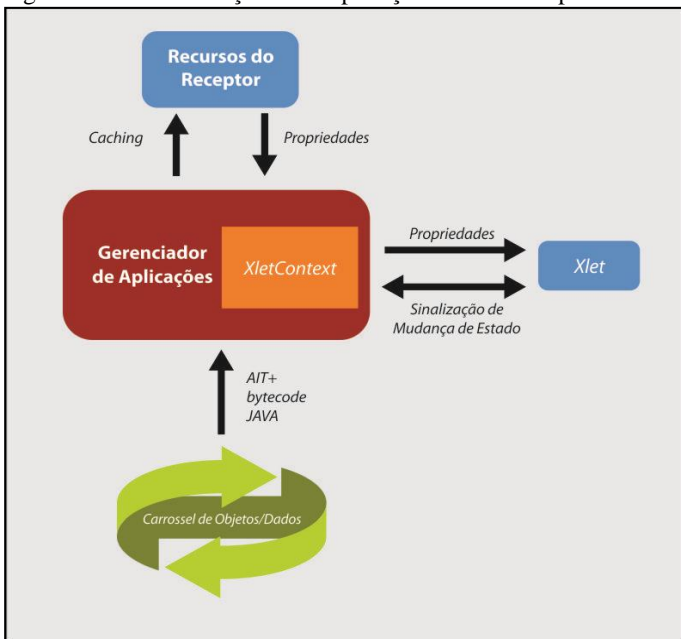 Recursos do
Receptor
Caching
Propriedades
Gerenciador
de Aplicações
XletContext
Propriedades
Xlet
Sinalização de
Mudança de Estado
AIT+
bytecode
JAVA
Carrossel de Objetos/Dados